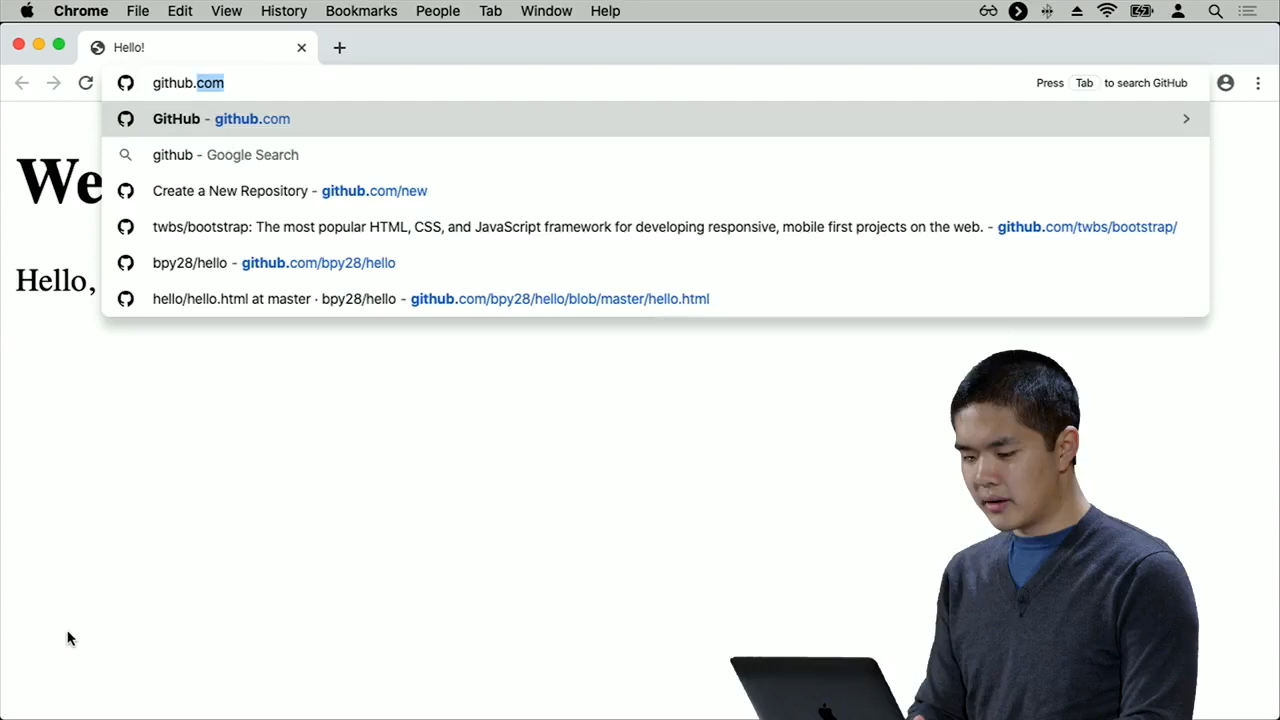 Chrome File Edit View History Bookmarks People Tab Window Help
Hello!
github.com Press Tab to search GitHub
GitHub - github.com
github - Google Search
Create a New Repository - github.com/new
twbs/bootstrap: The most popular HTML, CSS, and JavaScript framework for developing responsive, mobile first projects on the web. - github.com/twbs/bootstrap/
bpy28/hello - github.com/bpy28/hello
hello/hello.html at master · bpy28/hello - github.com/bpy28/hello/blob/master/hello.html
We
Hello,